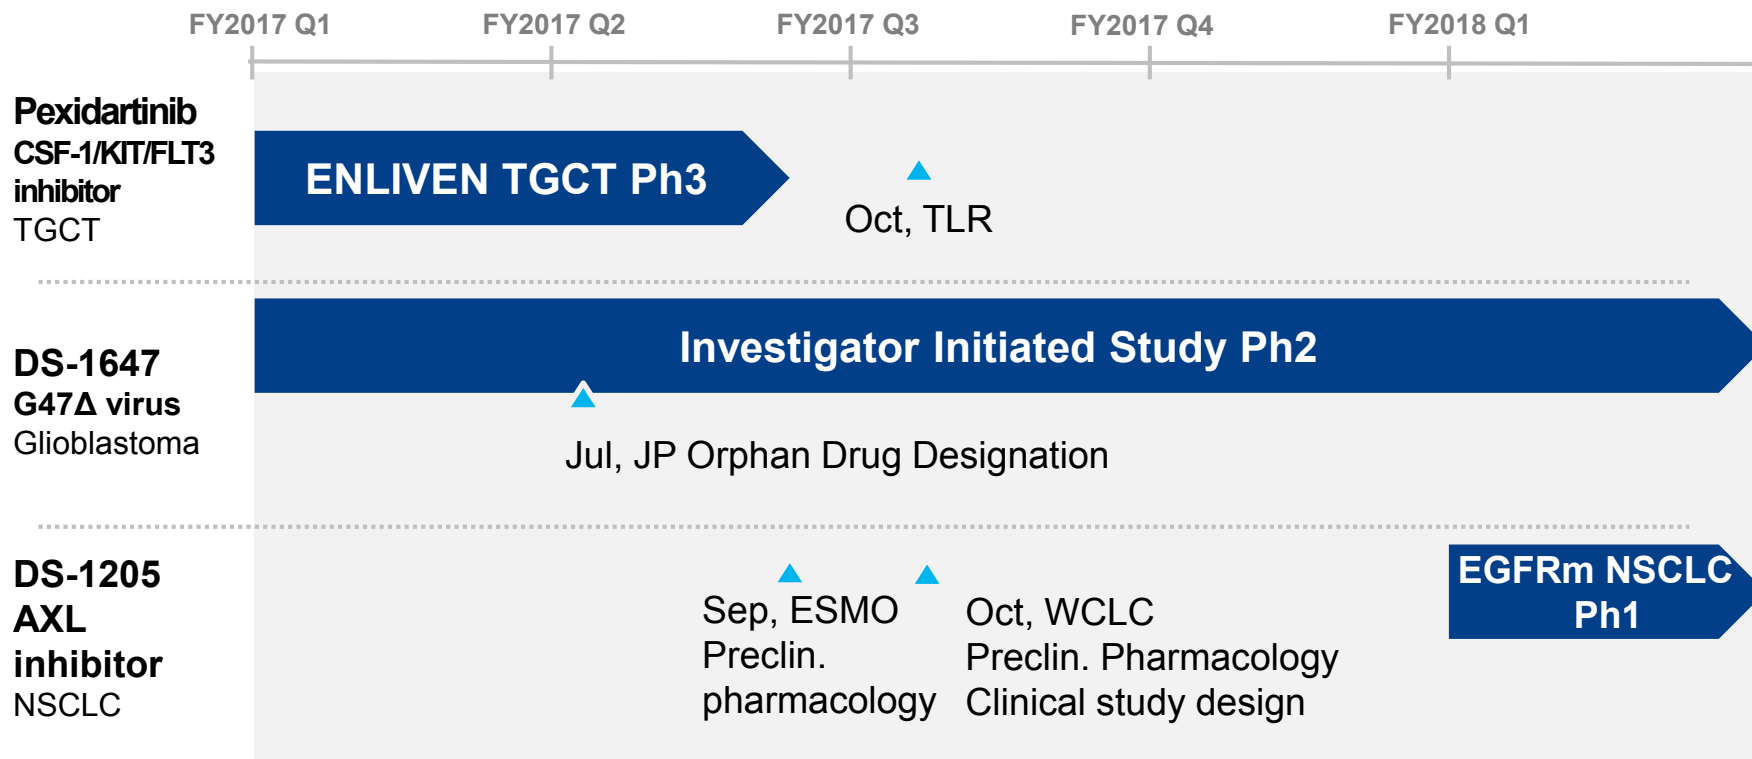 FY2017 Q1 FY2017 Q2 FY2017 Q3 FY2017 Q4 FY2018 Q1
Pexidartinib
CSF-1/KIT/FLT3
inhibitor
TGCT
ENLIVEN TGCT Ph3
Oct, TLR
DS-1647
G47Δ virus
Glioblastoma
Investigator Initiated Study Ph2
Jul, JP Orphan Drug Designation
DS-1205
AXL
inhibitor
NSCLC
Sep, ESMO
Preclin.
pharmacology
Oct, WCLC
Preclin. Pharmacology
Clinical study design
EGFRm NSCLC
Ph1